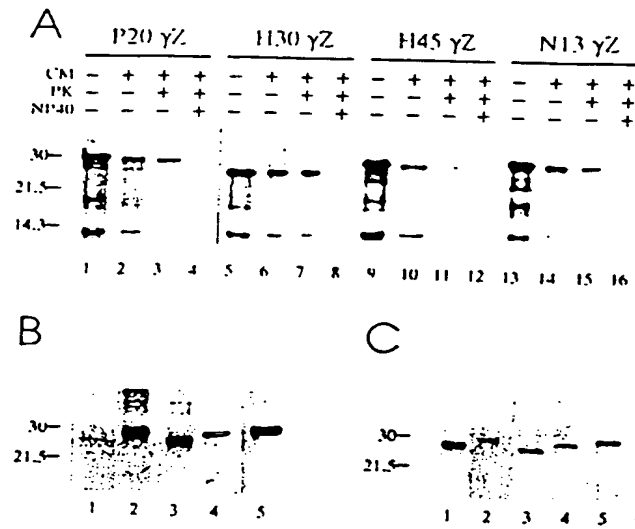 A
P20 γZ H30 γZ H45 γZ N13 γZ
CM − + + + − + + + − + + + − + + +
PK − − + + − − + + − − + + − − + +
NP40 − − − + − − − + − − − + − − − +
30−
21.5−
14.3−
1 2 3 4 5 6 7 8 9 10 11 12 13 14 15 16
B
30−
21.5−
1 2 3 4 5
C
30−
21.5−
1 2 3 4 5